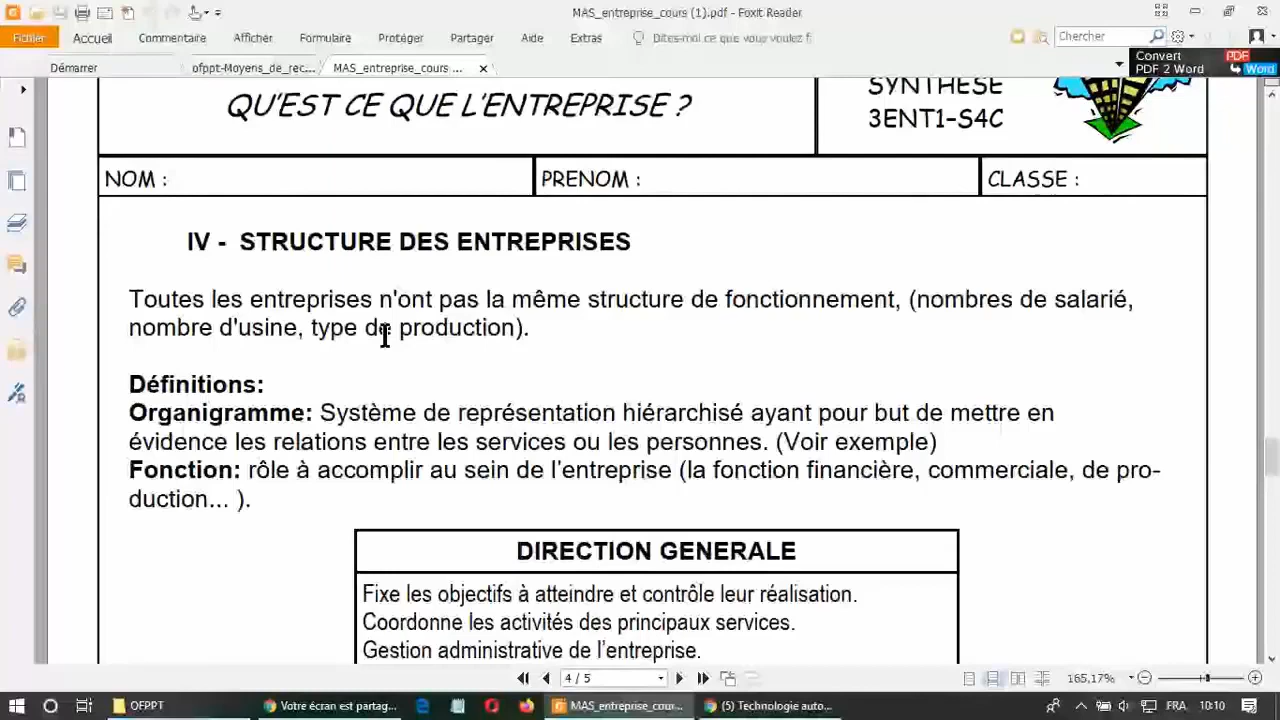 MAS_entreprise_cours (1).pdf - Foxit Reader
Fichier Accueil Commentaire Afficher Formulaire Protéger Partager Aide Extras Dites-moi ce que vous voulez f Chercher
Convert PDF
PDF 2 Word Word
Démarrer ofppt-Moyens_de_rec... MAS_entreprise_cours ...
QU'EST CE QUE L'ENTREPRISE ?
SYNTHESE
3ENT1-S4C
NOM : PRENOM : CLASSE :
IV - STRUCTURE DES ENTREPRISES
Toutes les entreprises n'ont pas la même structure de fonctionnement, (nombres de salarié,
nombre d'usine, type de production).
Définitions:
Organigramme: Système de représentation hiérarchisé ayant pour but de mettre en
évidence les relations entre les services ou les personnes. (Voir exemple)
Fonction: rôle à accomplir au sein de l'entreprise (la fonction financière, commerciale, de pro-
duction... ).
DIRECTION GENERALE
Fixe les objectifs à atteindre et contrôle leur réalisation.
Coordonne les activités des principaux services.
Gestion administrative de l'entreprise.
4 / 5 165,17%
OFPPT Votre écran est partag... MAS_entreprise_cour... (5) Technologie auto... FRA 10:10